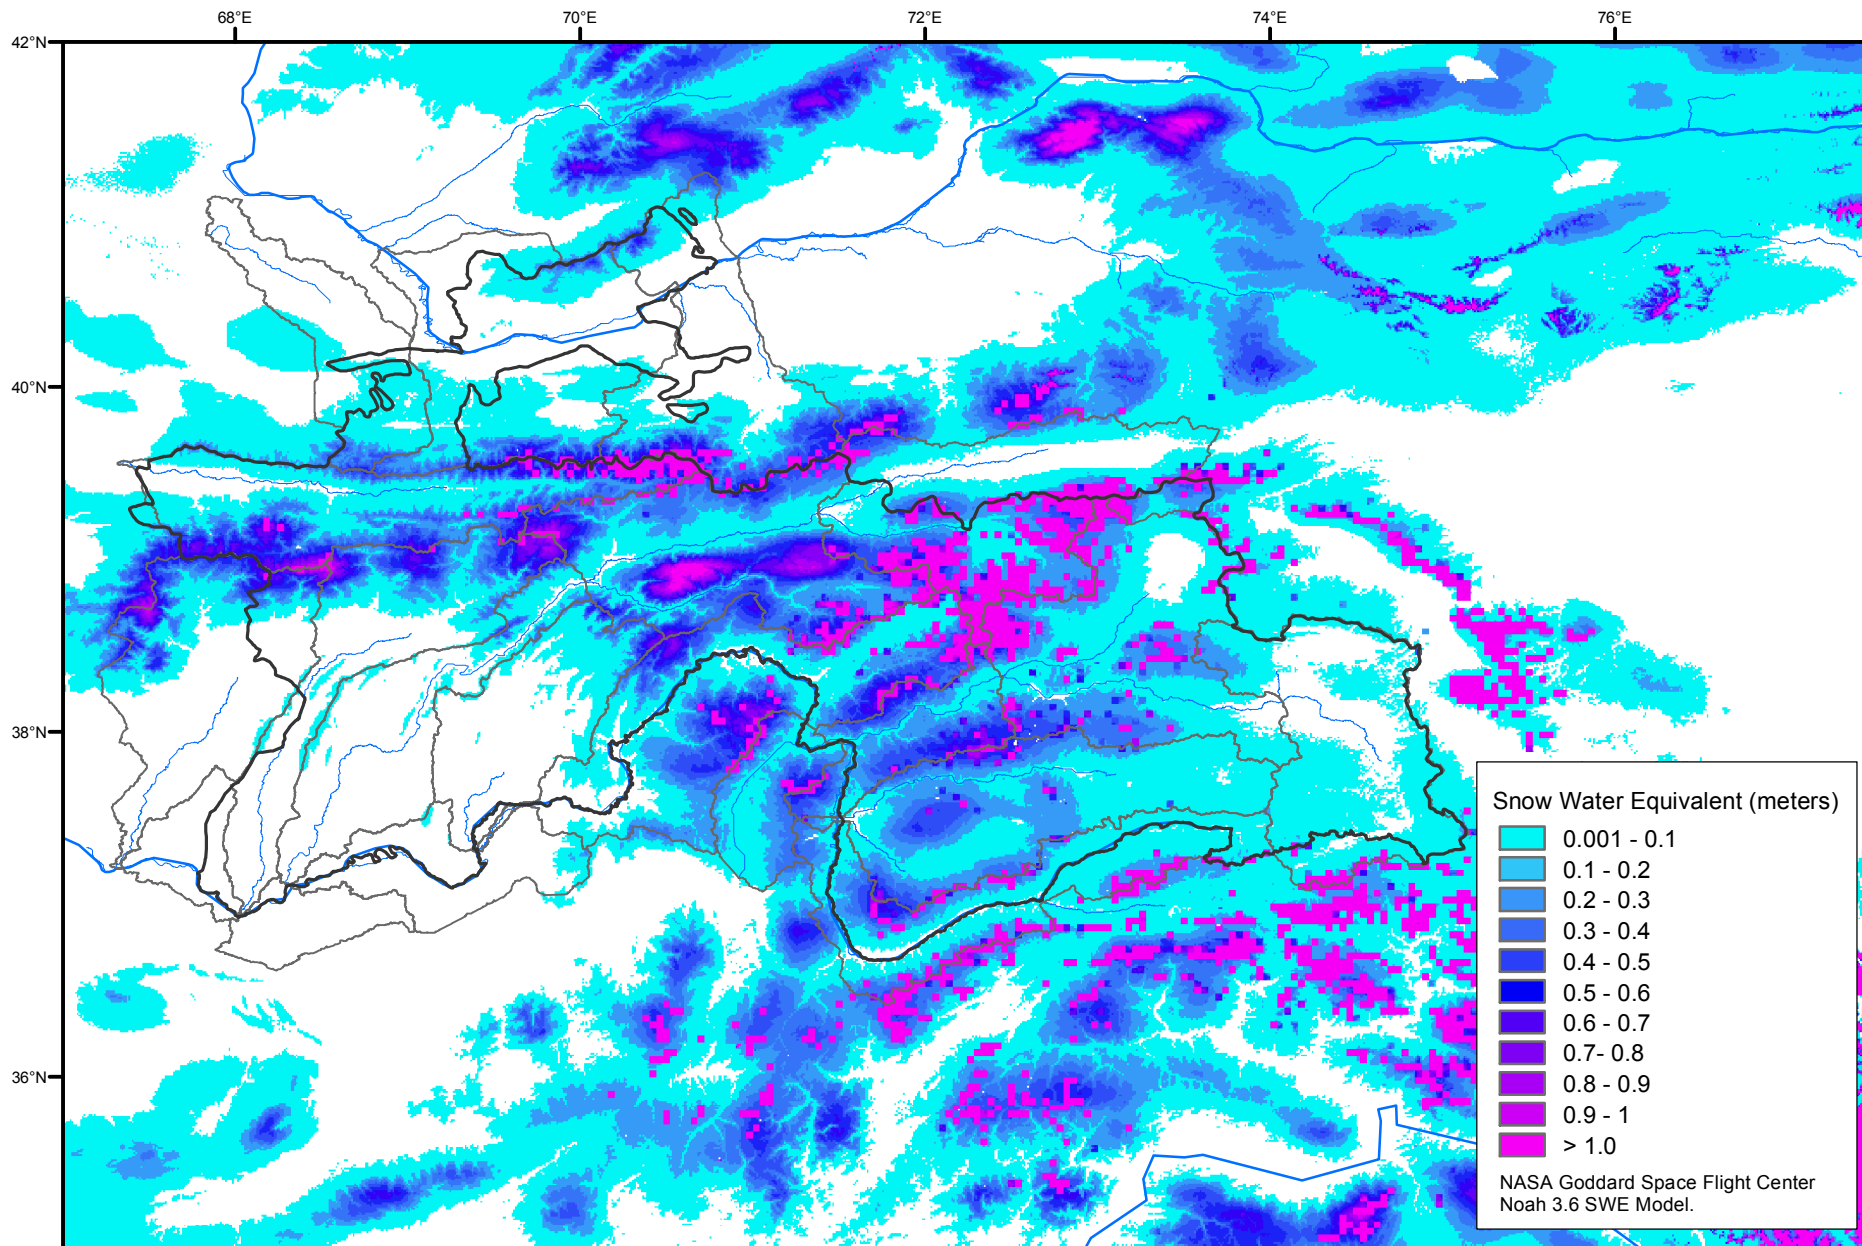 68°E
70°E
72°E
74°E
76°E
42°N
40°N
38°N
36°N
Snow Water Equivalent (meters)
0.001 - 0.1
0.1 - 0.2
0.2 - 0.3
0.3 - 0.4
0.4 - 0.5
0.5 - 0.6
0.6 - 0.7
0.7- 0.8
0.8 - 0.9
0.9 - 1
> 1.0
NASA Goddard Space Flight Center
Noah 3.6 SWE Model.